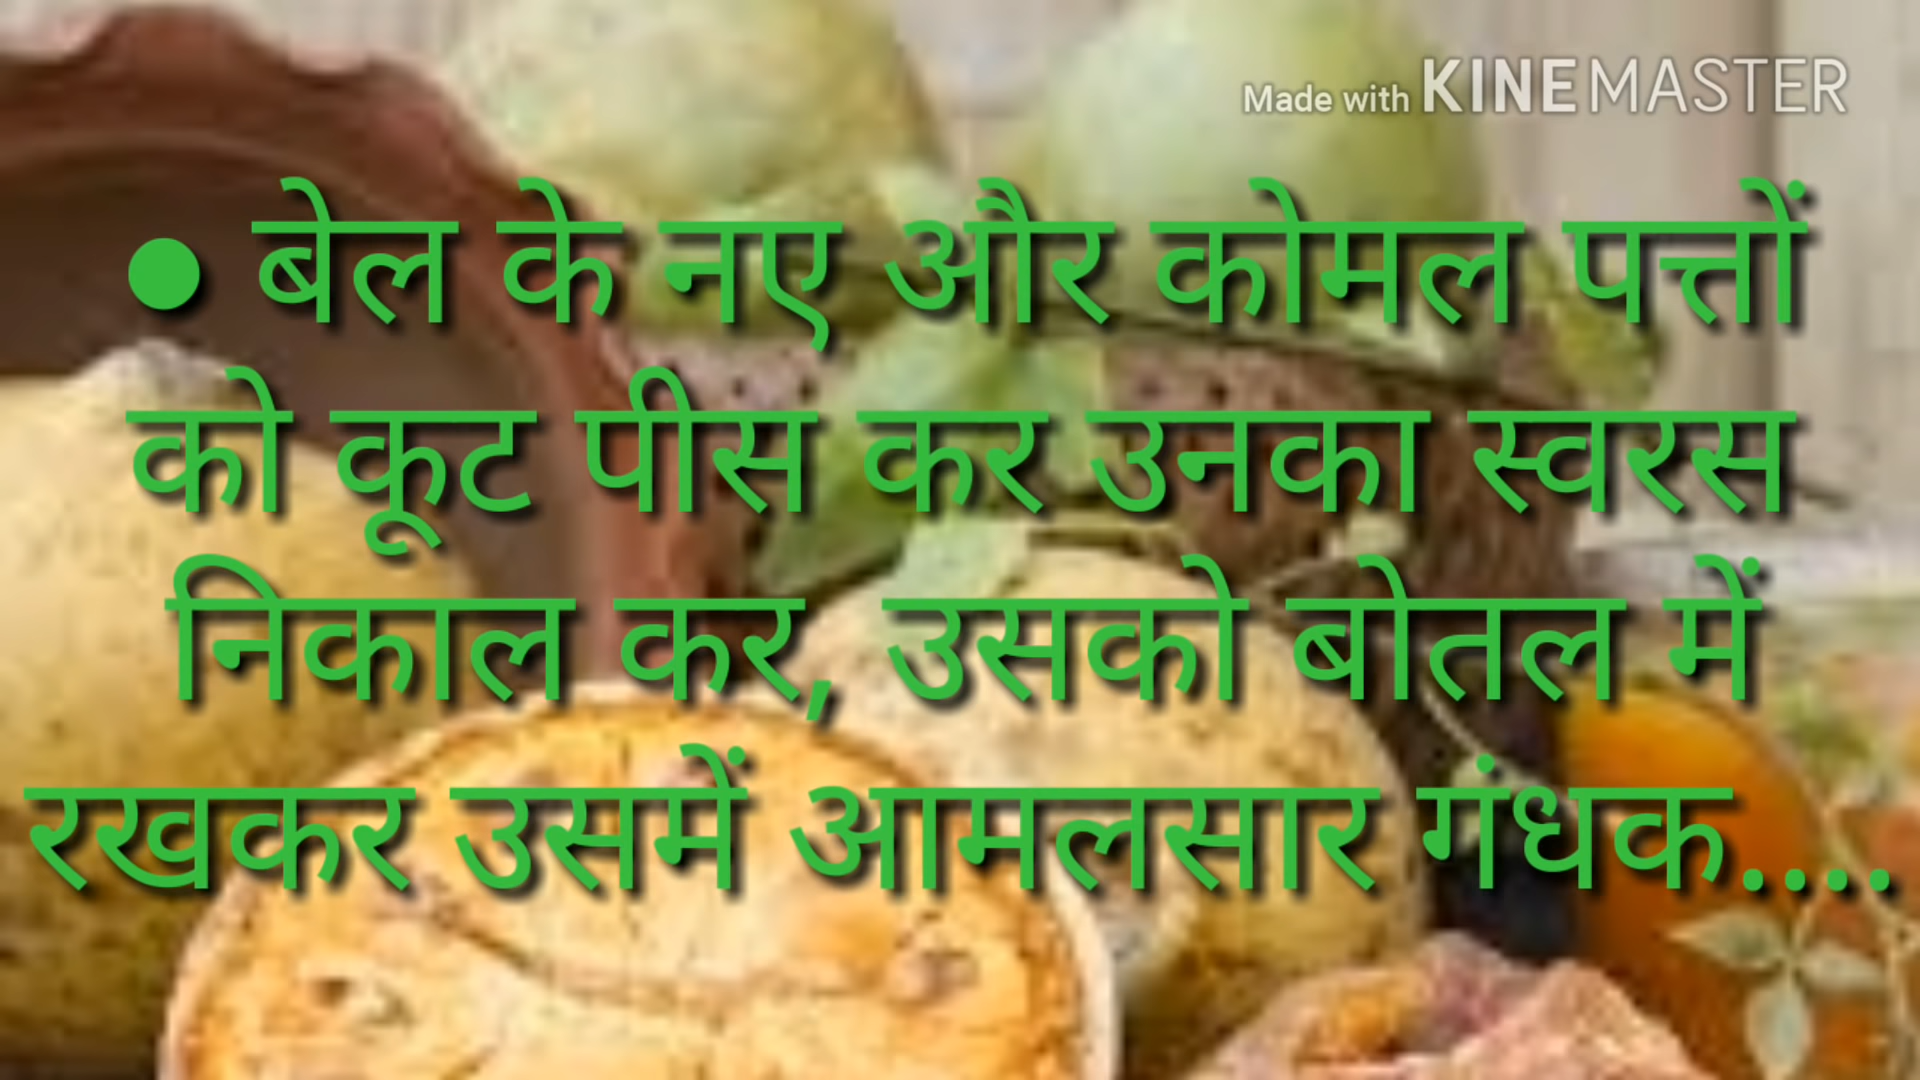 Made with KINEMASTER
● बेल के नए और कोमल पत्तों
को कूट पीस कर उनका स्वरस
निकाल कर, उसको बोतल में
रखकर उसमें आमलसार गंधक....